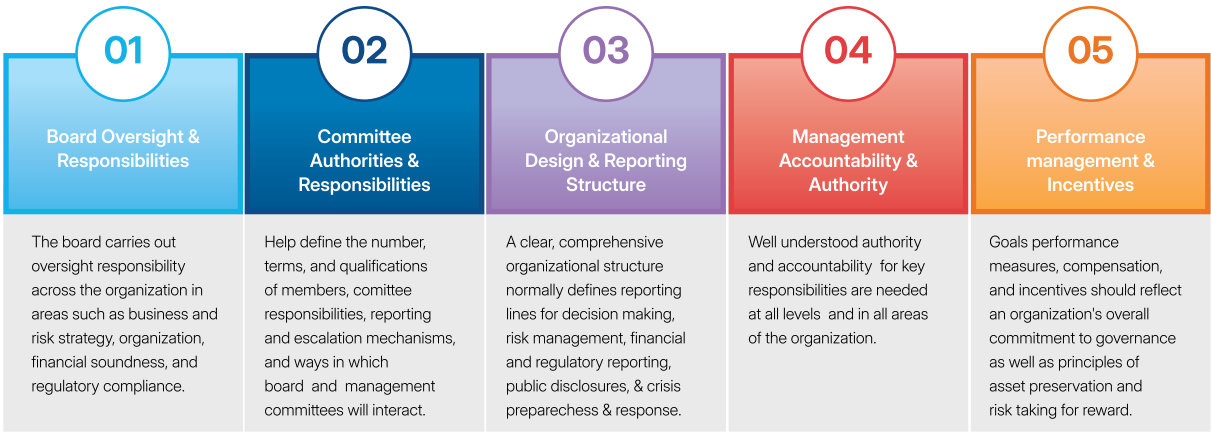 01
Board Oversight &
Responsibilities
The board carries out
oversight responsibility
across the organization in
areas such as business and
risk strategy, organization,
financial soundness, and
regulatory compliance.
02
Committee
Authorities &
Responsibilities
Help define the number,
terms, and qualifications
of members, comittee
responsibilities, reporting
and escalation mechanisms,
and ways in which
board and management
committees will interact.
03
Organizational
Design & Reporting
Structure
A clear, comprehensive
organizational structure
normally defines reporting
lines for decision making,
risk management, financial
and regulatory reporting,
public disclosures, & crisis
preparechess & response.
04
Management
Accountability &
Authority
Well understood authority
and accountability for key
responsibilities are needed
at all levels and in all areas
of the organization.
05
Performance
management &
Incentives
Goals performance
measures, compensation,
and incentives should reflect
an organization's overall
commitment to governance
as well as principles of
asset preservation and
risk taking for reward.